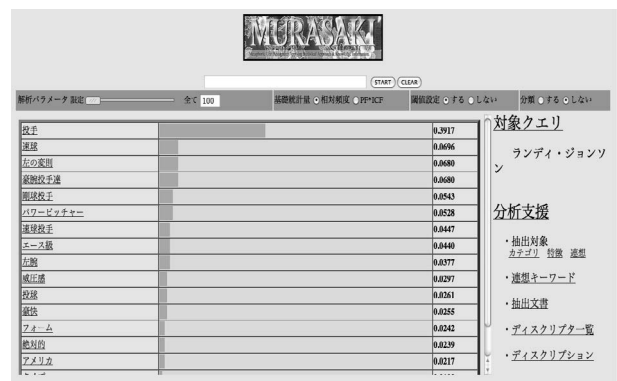 MURASAKI
START CLEAR
解析パラメータ設定 全て 100 基礎統計量 相対頻度 PF*ICF 閾値設定 する しない 分類 する しない
投手 0.3917
速球 0.0696
左の変則 0.0680
豪腕投手達 0.0680
剛球投手 0.0543
パワーピッチャー 0.0528
速球投手 0.0447
エース級 0.0440
左腕 0.0377
威圧感 0.0297
投球 0.0261
豪快 0.0255
フォーム 0.0242
絶対的 0.0239
アメリカ 0.0217
対象クエリ
ランディ・ジョンソ
ン
分析支援
・抽出対象
カテゴリ 特徴 連想
・連想キーワード
・抽出文書
・ディスクリプタ一覧
・ディスクリプション